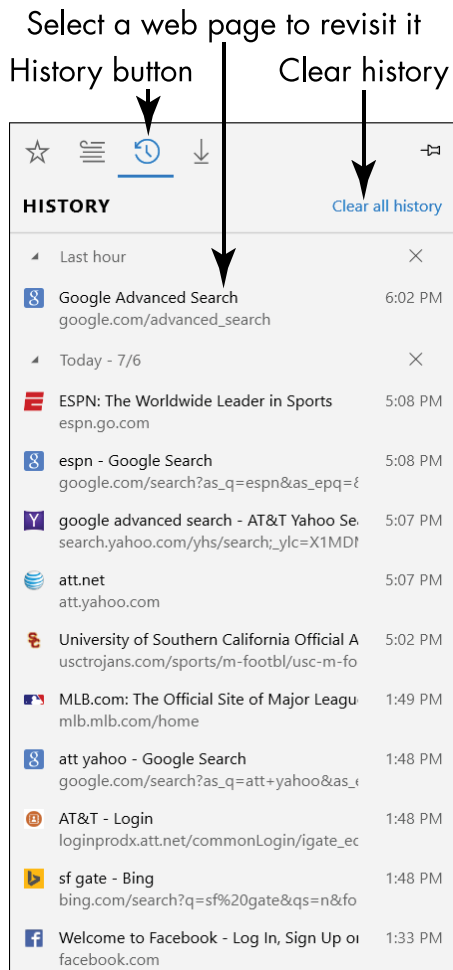 Select a web page to revisit it
History button
Clear history
HISTORY
Clear all history
Last hour
Google Advanced Search 6:02 PM
google.com/advanced_search
Today - 7/6
ESPN: The Worldwide Leader in Sports 5:08 PM
espn.go.com
espn - Google Search 5:08 PM
google.com/search?as_q=espn&as_epq=&
google advanced search - AT&T Yahoo Se 5:07 PM
search.yahoo.com/yhs/search;_ylc=X1MDM
att.net 5:07 PM
att.yahoo.com
University of Southern California Official A 5:02 PM
usctrojans.com/sports/m-footbl/usc-m-fo
MLB.com: The Official Site of Major Leagu 1:49 PM
mlb.mlb.com/home
att yahoo - Google Search 1:48 PM
google.com/search?as_q=att+yahoo&as_e
AT&T - Login 1:48 PM
loginprodx.att.net/commonLogin/igate_ec
sf gate - Bing 1:48 PM
bing.com/search?q=sf%20gate&qs=n&fo
Welcome to Facebook - Log In, Sign Up or 1:33 PM
facebook.com